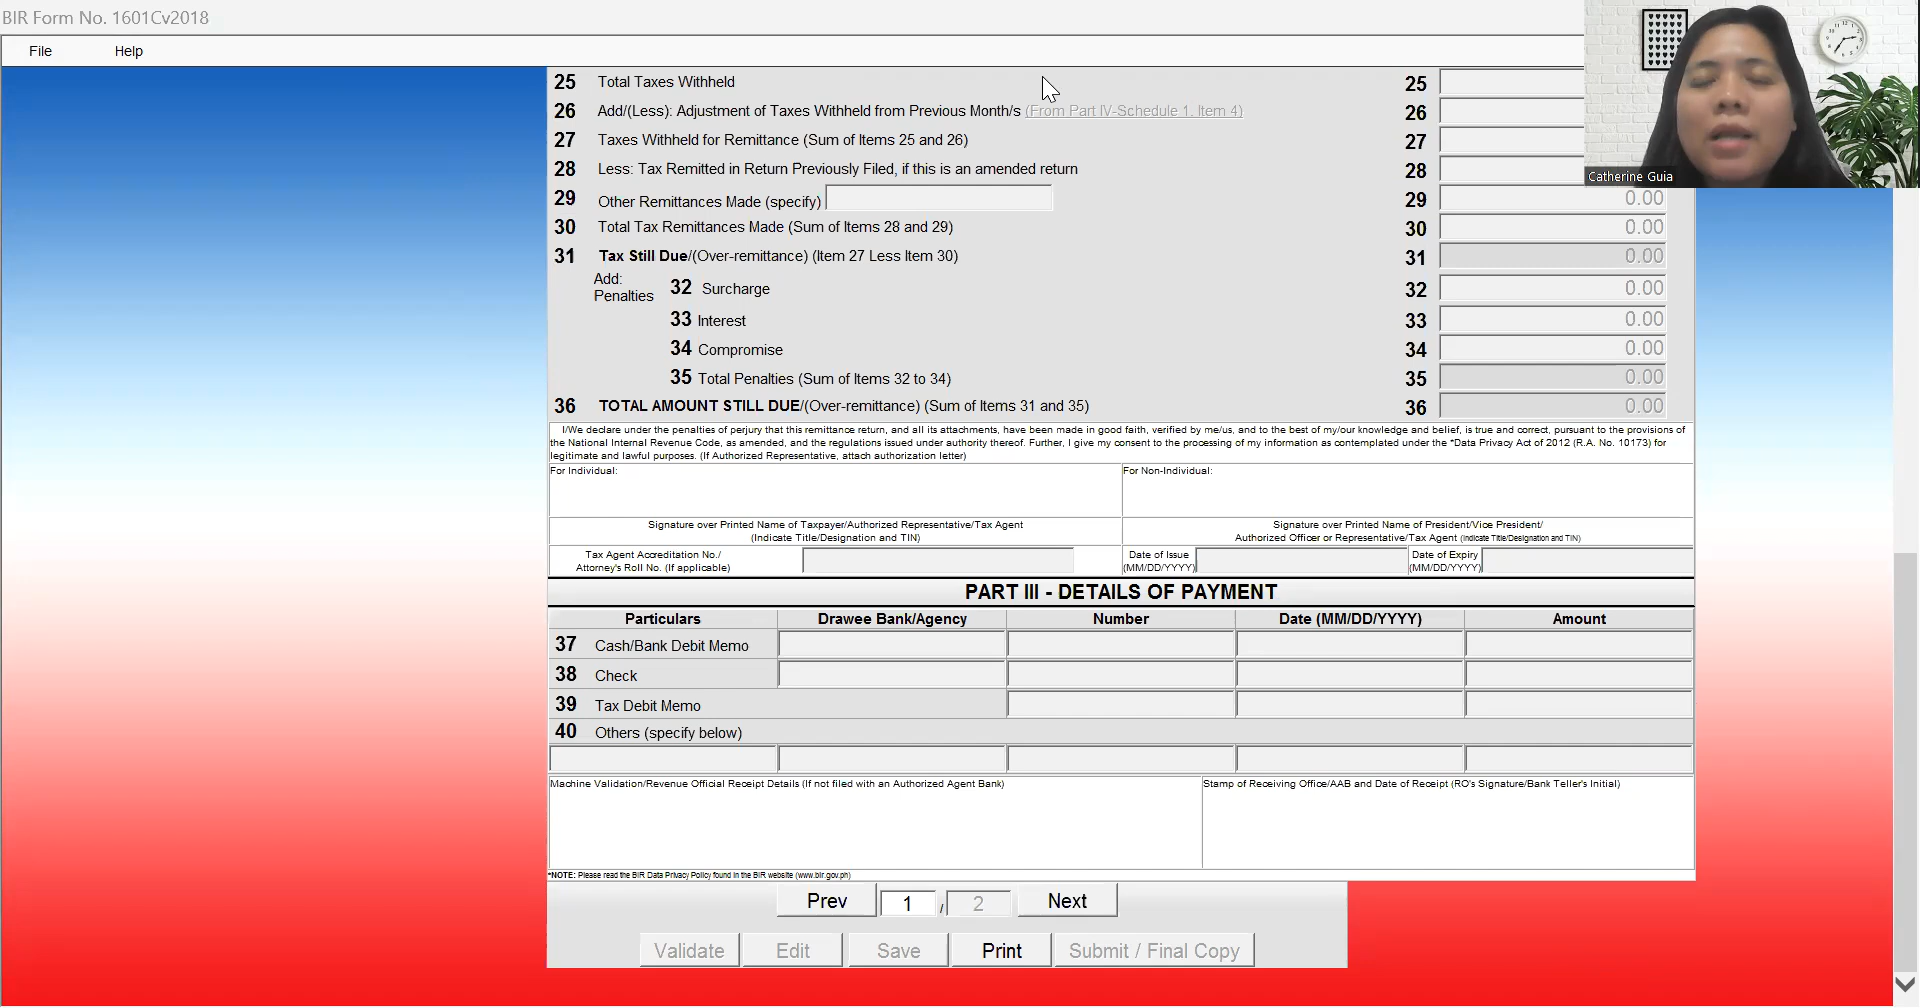 BIR Form No. 1601Cv2018
File Help
25 Total Taxes Withheld 25
26 Add/(Less): Adjustment of Taxes Withheld from Previous Month/s (From Part IV-Schedule 1, Item 4) 26
27 Taxes Withheld for Remittance (Sum of Items 25 and 26) 27
28 Less: Tax Remitted in Return Previously Filed, if this is an amended return 28
Catherine Guia
29 Other Remittances Made (specify) 29 0.00
30 Total Tax Remittances Made (Sum of Items 28 and 29) 30 0.00
31 Tax Still Due/(Over-remittance) (Item 27 Less Item 30) 31 0.00
Add:
Penalties 32 Surcharge 32 0.00
33 Interest 33 0.00
34 Compromise 34 0.00
35 Total Penalties (Sum of Items 32 to 34) 35 0.00
36 TOTAL AMOUNT STILL DUE/(Over-remittance) (Sum of Items 31 and 35) 36 0.00
I/We declare under the penalties of perjury that this remittance return, and all its attachments, have been made in good faith, verified by me/us, and to the best of my/our knowledge and belief, is true and correct, pursuant to the provisions of
the National Internal Revenue Code, as amended, and the regulations issued under authority thereof. Further, I give my consent to the processing of my information as contemplated under the *Data Privacy Act of 2012 (R.A. No. 10173) for
legitimate and lawful purposes. (If Authorized Representative, attach authorization letter)
For Individual: For Non-Individual:
Signature over Printed Name of Taxpayer/Authorized Representative/Tax Agent Signature over Printed Name of President/Vice President/
(Indicate Title/Designation and TIN) Authorized Officer or Representative/Tax Agent (Indicate Title/Designation and TIN)
Tax Agent Accreditation No./ Date of Issue Date of Expiry
Attorney's Roll No. (If applicable) (MM/DD/YYYY) (MM/DD/YYYY)
PART III - DETAILS OF PAYMENT
Particulars Drawee Bank/Agency Number Date (MM/DD/YYYY) Amount
37 Cash/Bank Debit Memo
38 Check
39 Tax Debit Memo
40 Others (specify below)
Machine Validation/Revenue Official Receipt Details (If not filed with an Authorized Agent Bank) Stamp of Receiving Office/AAB and Date of Receipt (RO's Signature/Bank Teller's Initial)
*NOTE: Please read the BIR Data Privacy Policy found in the BIR website (www.bir.gov.ph)
Prev 1 / 2 Next
Validate Edit Save Print Submit / Final Copy